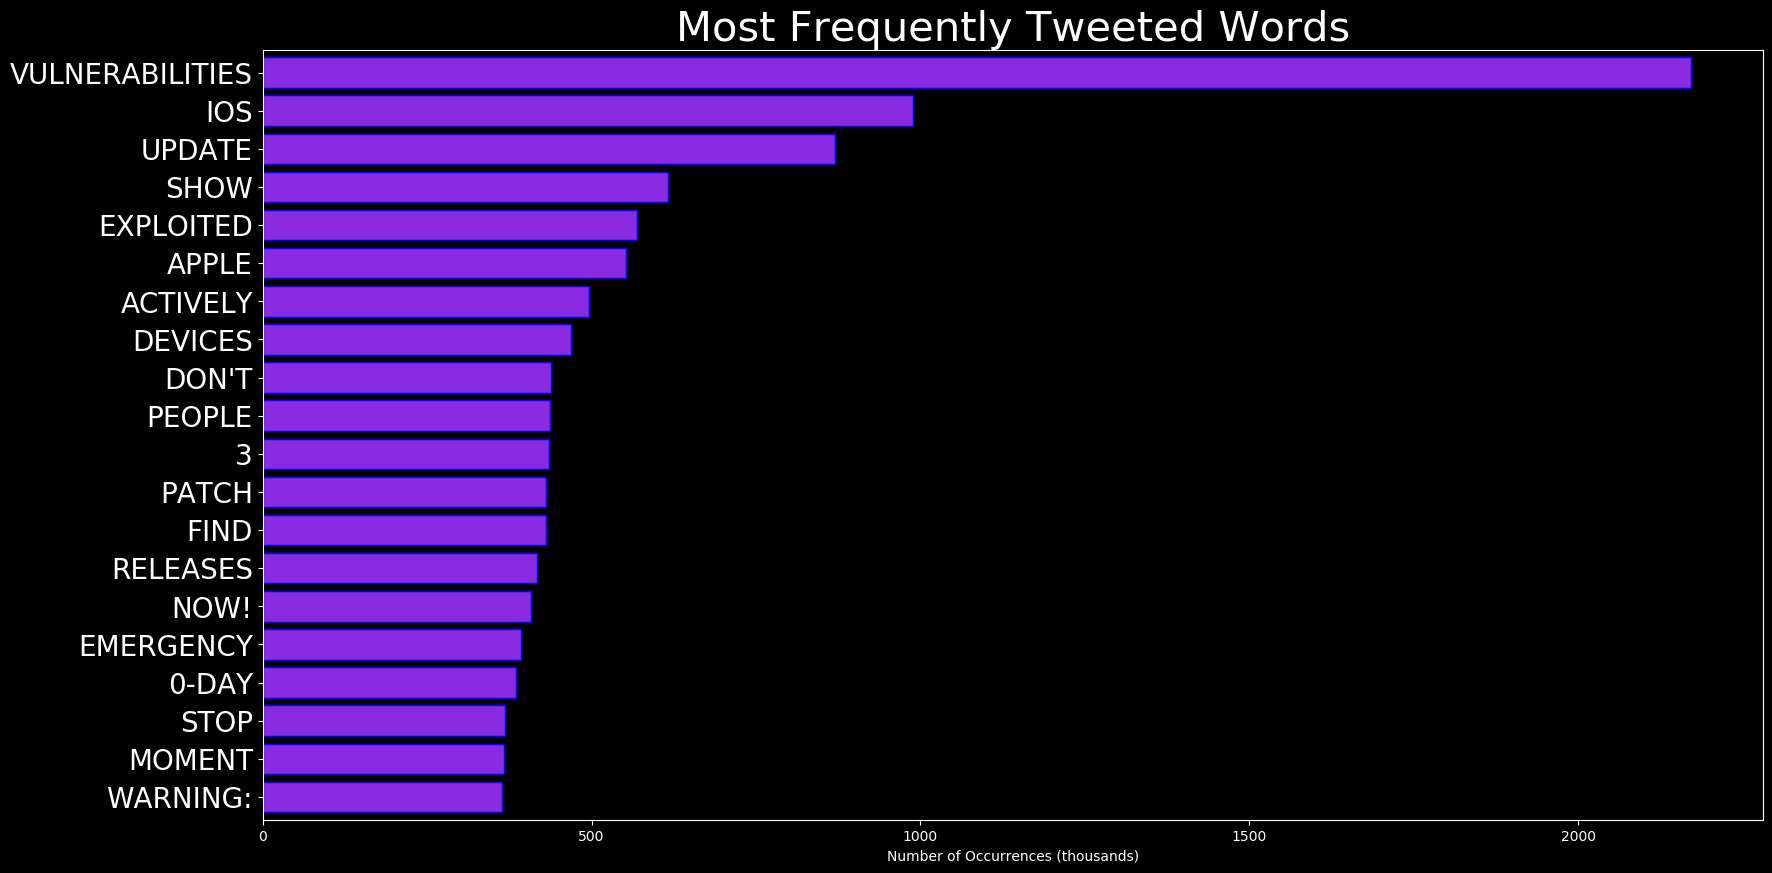 Most Frequently Tweeted Words
VULNERABILITIES
IOS
UPDATE
SHOW
EXPLOITED
APPLE
ACTIVELY
DEVICES
DON'T
PEOPLE
3
PATCH
FIND
RELEASES
NOW!
EMERGENCY
0-DAY
STOP
MOMENT
WARNING:
0 500 1000 1500 2000
Number of Occurrences (thousands)